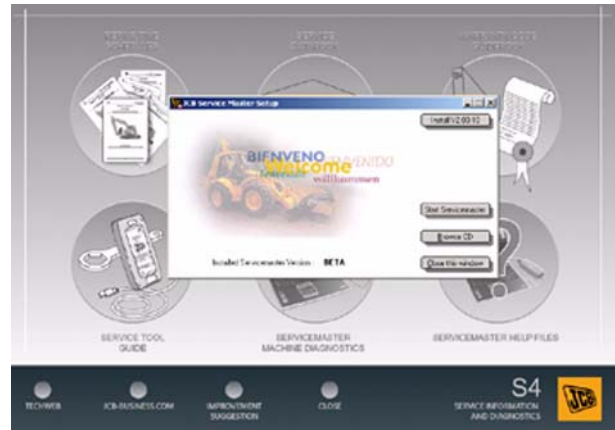 JCB Service Master Setup
Install V2.00.10
BIENVENO
BIENVENIDO
Welcome
willkommen
Start Servicemaster
Browse CD
Installed Servicemaster Version : BETA
Close this window
SERVICE TOOL
GUIDE
SERVICEMASTER
MACHINE DIAGNOSTICS
SERVICEMASTER HELP FILES
TECHWEB
JCB-BUSINESS.COM
IMPROVEMENT
SUGGESTION
CLOSE
S4
SERVICE INFORMATION
AND DIAGNOSTICS
JCB